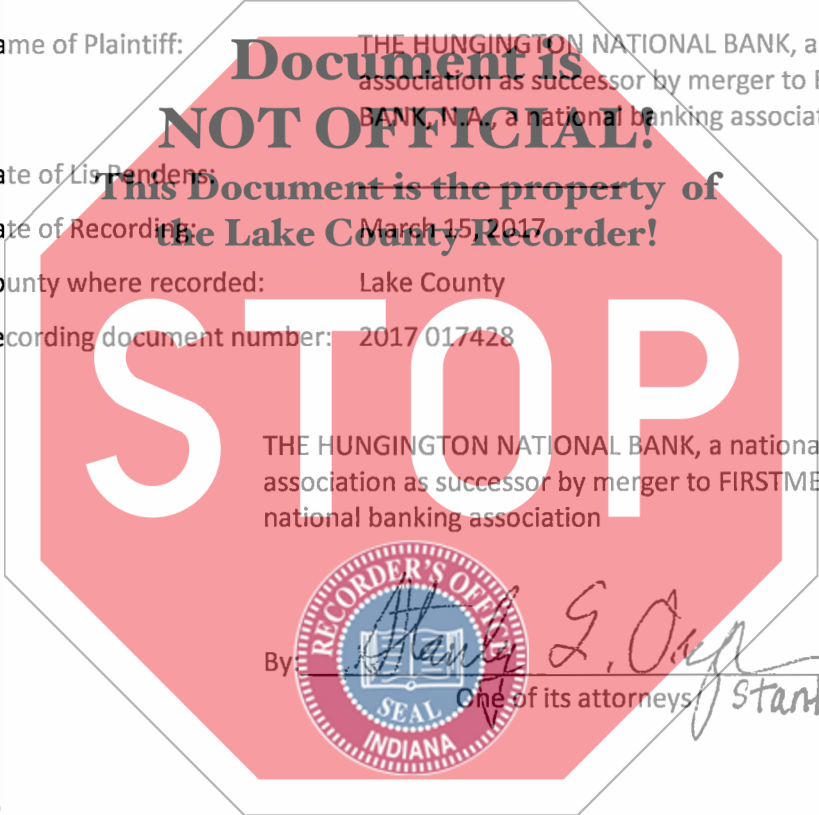 ame of Plaintiff: THE HUNGINGTON NATIONAL BANK, a
Document is
association as successor by merger to
NOT OFFICIAL!
BANK, N.A., a national banking associat
ate of Lis Pendens:
This Document is the property of
ate of Recording: March 15, 2017
the Lake County Recorder!
ounty where recorded: Lake County
ecording document number: 2017 017428
STOP
THE HUNGINGTON NATIONAL BANK, a nationa
association as successor by merger to FIRSTME
national banking association
RECORDER'S OFFICE
By:
One of its attorneys
SEAL
INDIANA